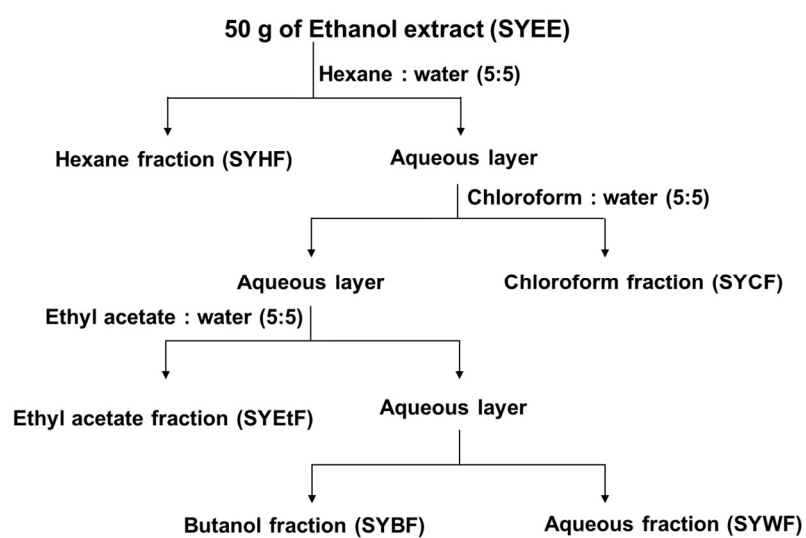 50 g of Ethanol extract (SYEE)
Hexane : water (5:5)
Hexane fraction (SYHF)
Aqueous layer
Chloroform : water (5:5)
Aqueous layer
Chloroform fraction (SYCF)
Ethyl acetate : water (5:5)
Ethyl acetate fraction (SYEtF)
Aqueous layer
Butanol fraction (SYBF)
Aqueous fraction (SYWF)